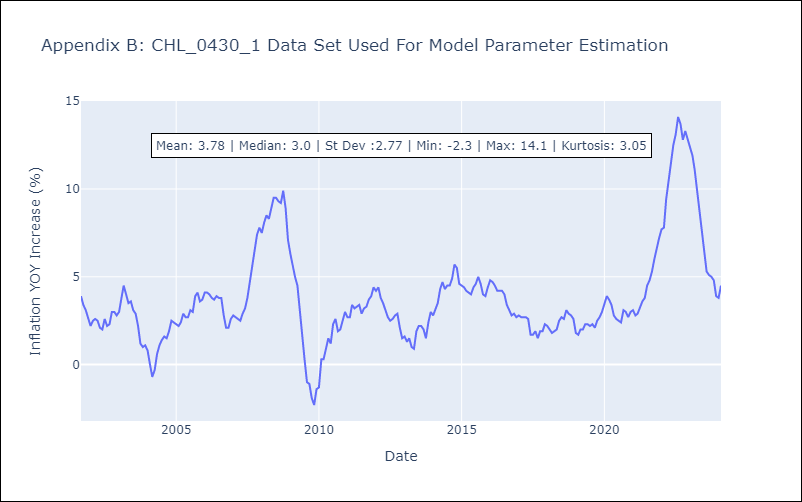 Appendix B: CHL_0430_1 Data Set Used For Model Parameter Estimation
15
Mean: 3.78 | Median: 3.0 | St Dev :2.77 | Min: -2.3 | Max: 14.1 | Kurtosis: 3.05
10
5
0
Inflation YOY Increase (%)
2005
2010
2015
2020
Date